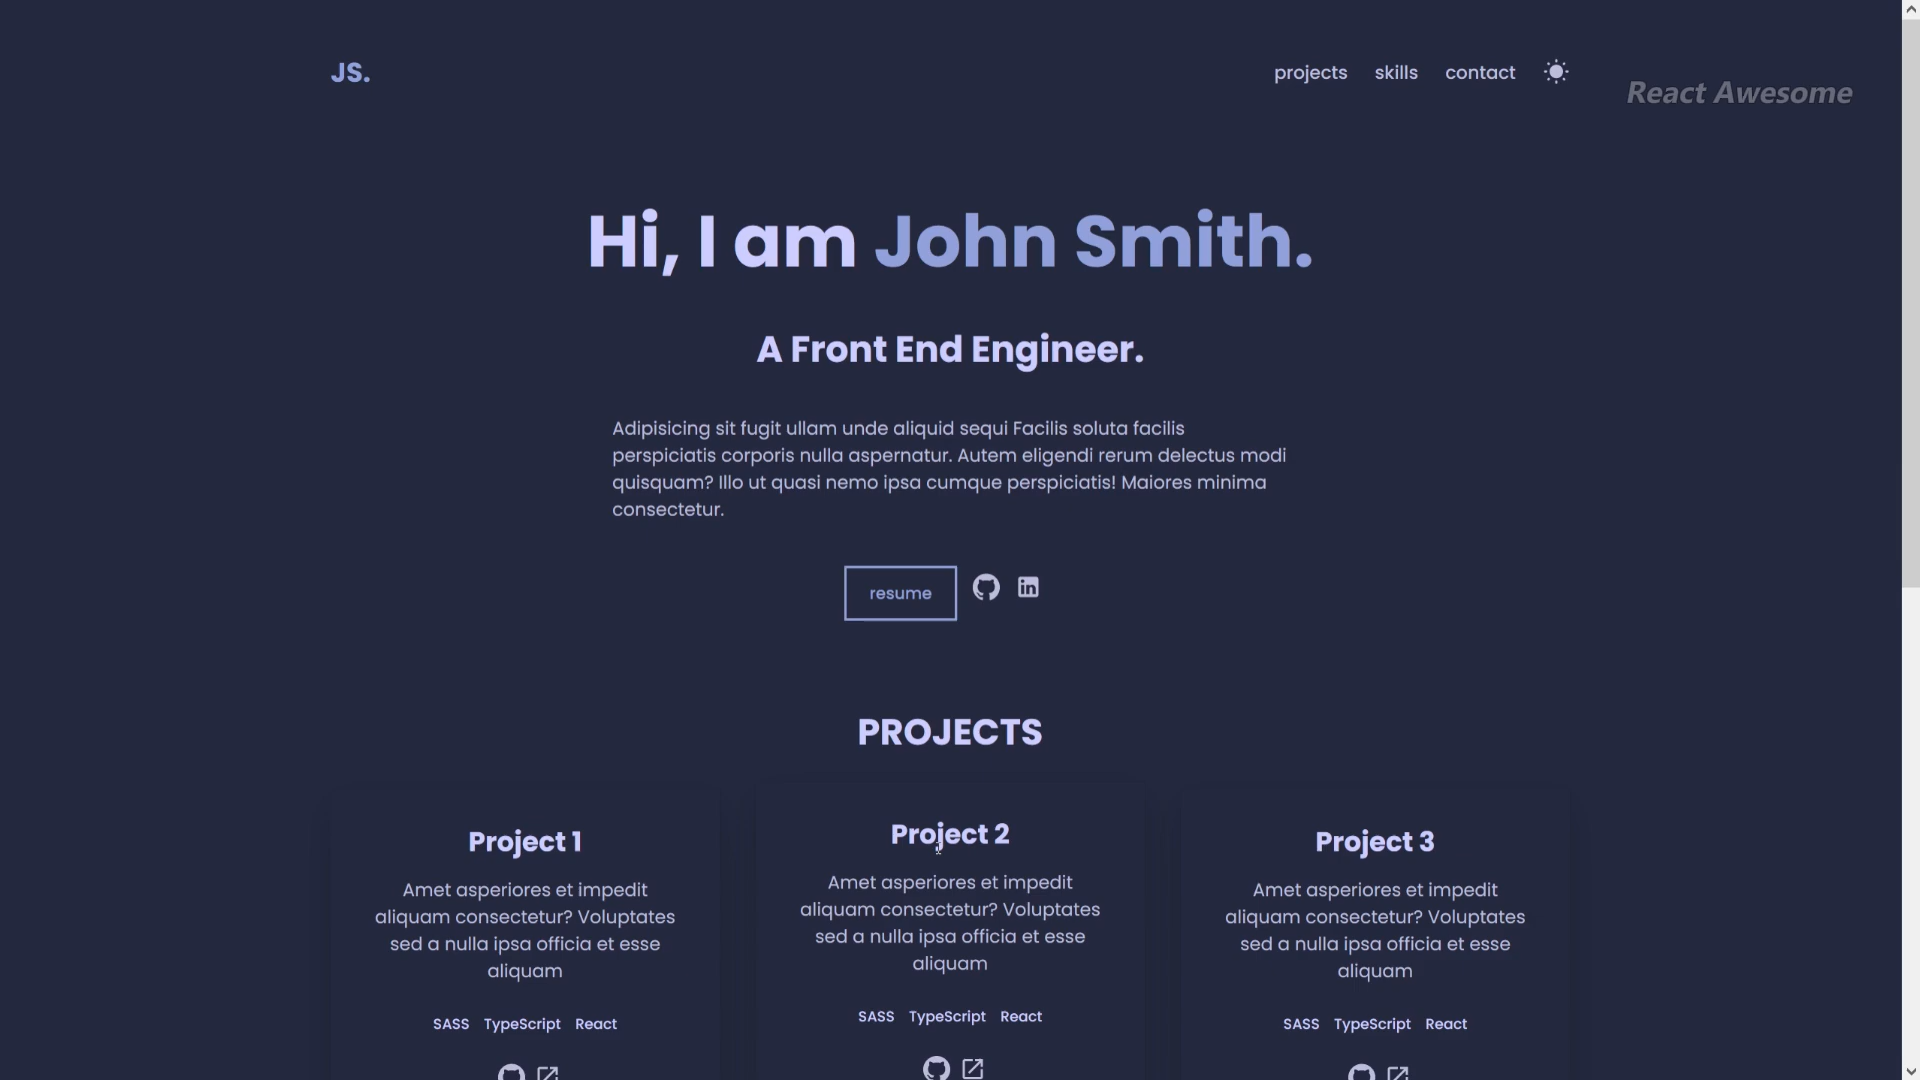 JS.
projects skills contact
React Awesome
Hi, I am John Smith.
A Front End Engineer.
Adipisicing sit fugit ullam unde aliquid sequi Facilis soluta facilis
perspiciatis corporis nulla aspernatur. Autem eligendi rerum delectus modi
quisquam? Illo ut quasi nemo ipsa cumque perspiciatis! Maiores minima
consectetur.
resume
PROJECTS
Project 1
Amet asperiores et impedit
aliquam consectetur? Voluptates
sed a nulla ipsa officia et esse
aliquam
SASS TypeScript React
Project 2
Amet asperiores et impedit
aliquam consectetur? Voluptates
sed a nulla ipsa officia et esse
aliquam
SASS TypeScript React
Project 3
Amet asperiores et impedit
aliquam consectetur? Voluptates
sed a nulla ipsa officia et esse
aliquam
SASS TypeScript React